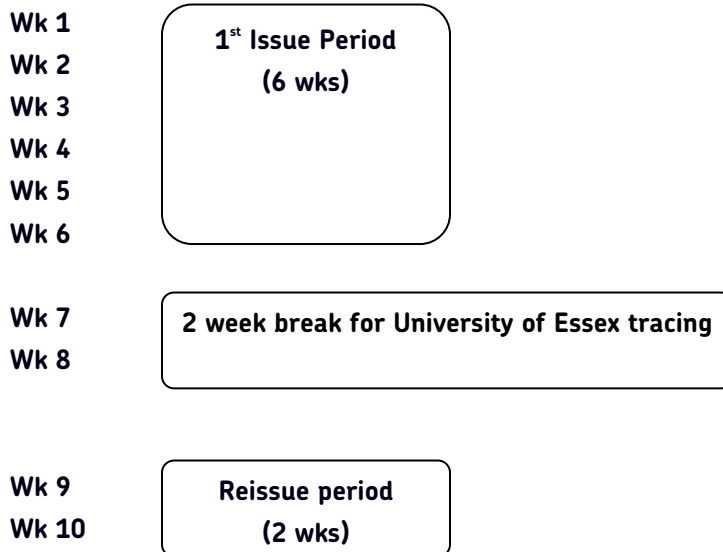 Wk 1
1st Issue Period
Wk 2
(6 wks)
Wk 3
Wk 4
Wk 5
Wk 6
Wk 7
2 week break for University of Essex tracing
Wk 8
Wk 9
Reissue period
Wk 10
(2 wks)